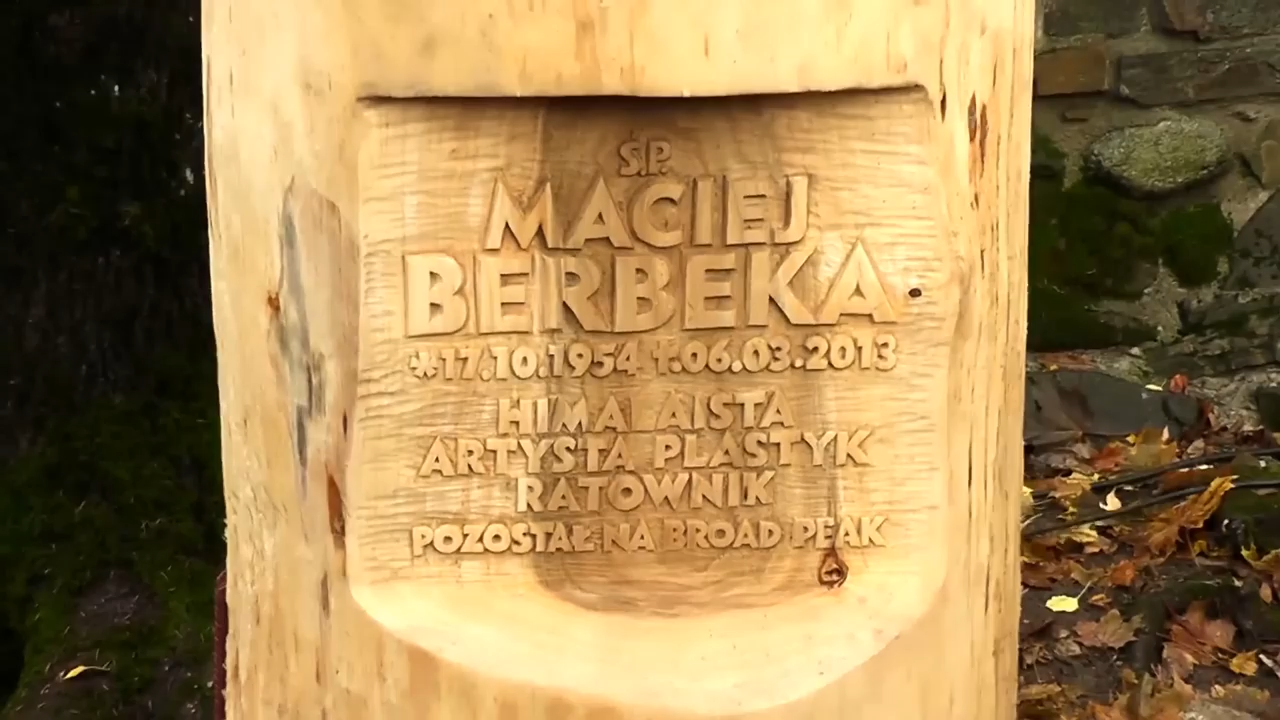 Ś.P.
MACIEJ
BERBEKA
*17.10.1954 †.06.03.2013
HIMALAISTA
ARTYSTA PLASTYK
RATOWNIK
POZOSTAŁ NA BROAD PEAK